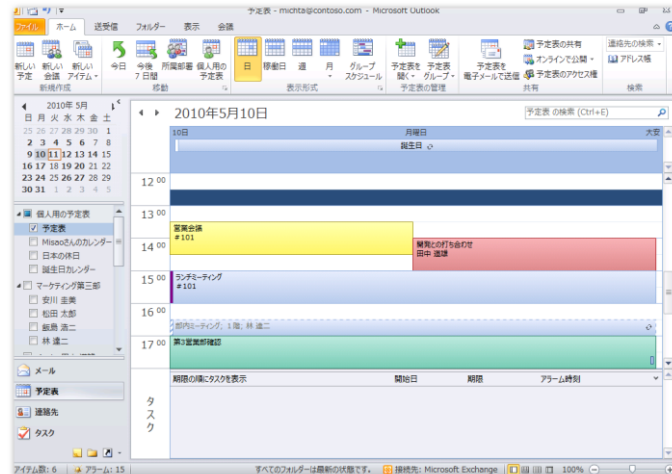 予定表 - michta@contoso.com - Microsoft Outlook
ファイル ホーム 送受信 フォルダー 表示 会議
新しい予定
新しい会議
新しいアイテム
新規作成
今日
今後 7 日間
移動
所属部署
個人用の予定表
日
稼働日
週
月
グループ スケジュール
表示形式
予定表を開く
予定表グループ
予定表の管理
予定表を電子メールで送信
予定表の共有
オンラインで公開
予定表のアクセス権
共有
連絡先の検索
アドレス帳
検索
2010年 5月
日 月 火 水 木 金 土
25 26 27 28 29 30 1
2 3 4 5 6 7 8
9 10 11 12 13 14 15
16 17 18 19 20 21 22
23 24 25 26 27 28 29
30 31 1 2 3 4 5
個人用の予定表
予定表
Misaoさんのカレンダー
日本の休日
誕生日カレンダー
マーケティング第三部
安川 圭美
松田 太郎
飯島 浩二
林 達二
メール
予定表
連絡先
タスク
2010年5月10日
予定表 の検索 (Ctrl+E)
10日 月曜日 大安
誕生日
12 00
13 00
営業会議
#101
14 00
開発との打ち合わせ
田中 道雄
15 00
ランチミーティング
#101
16 00
部内ミーティング; 1 階; 林 達二
17 00
第3営業部確認
タスク
期限の順にタスクを表示 開始日 期限 アラーム時刻
アイテム数: 6 アラーム: 15 すべてのフォルダーは最新の状態です。 接続先: Microsoft Exchange 100%